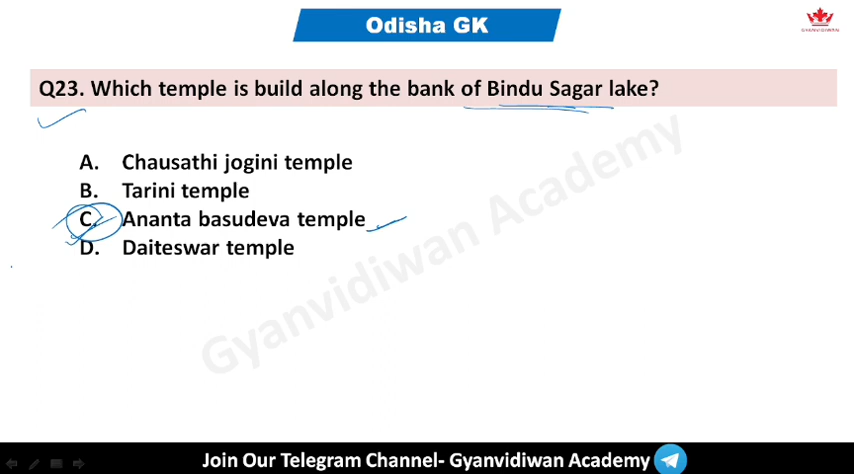 Odisha GK
GYANVIDIWAN
Q23. Which temple is build along the bank of Bindu Sagar lake?
A. Chausathi jogini temple
B. Tarini temple
C. Ananta basudeva temple
D. Daiteswar temple
Gyanvidiwan Academy
Join Our Telegram Channel- Gyanvidiwan Academy